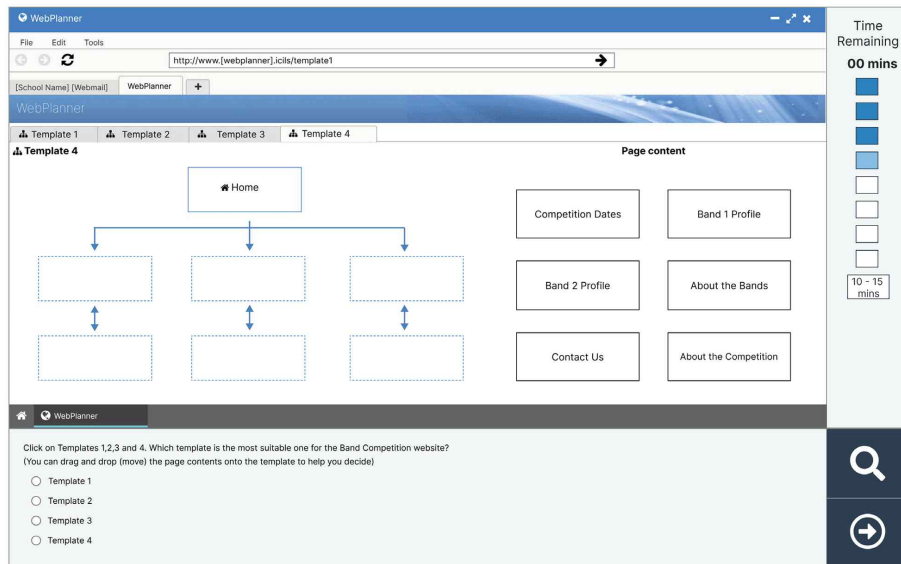 WebPlanner
File Edit Tools
http://www.[webplanner].icils/template1
[School Name] [Webmail] WebPlanner +
WebPlanner
Template 1 Template 2 Template 3 Template 4
Template 4
Page content
Home
Competition Dates
Band 1 Profile
Band 2 Profile
About the Bands
Contact Us
About the Competition
WebPlanner
Click on Templates 1,2,3 and 4. Which template is the most suitable one for the Band Competition website?
(You can drag and drop (move) the page contents onto the template to help you decide)
Template 1
Template 2
Template 3
Template 4
Time
Remaining
00 mins
10 - 15
mins